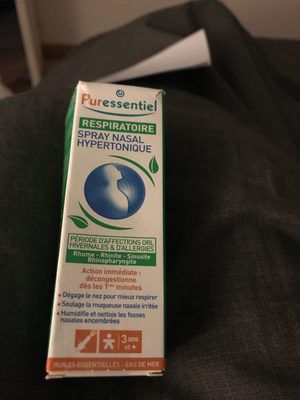 Puressentiel
RESPIRATOIRE
SPRAY NASAL
HYPERTONIQUE
PÉRIODE D'AFFECTIONS ORL
HIVERNALES & D'ALLERGIES
Rhume - Rhinite - Sinusite
Rhinopharyngite
Action immédiate :
décongestionne
dès les 1ères minutes
• Dégage le nez pour mieux respirer
• Soulage la muqueuse nasale irritée
• Humidifie et nettoie les fosses
nasales encombrées
3 ans
et +
HUILES ESSENTIELLES - EAU DE MER